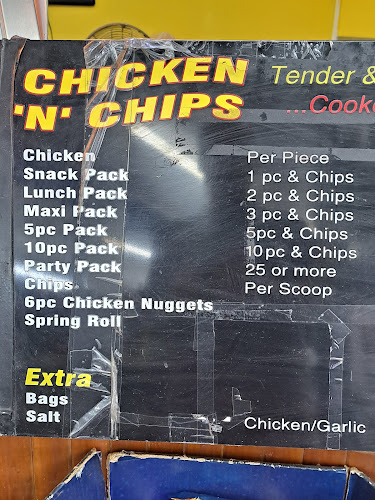 CHICKEN Tender &
'N' CHIPS ...Cooke
Chicken Per Piece
Snack Pack 1 pc & Chips
Lunch Pack 2 pc & Chips
Maxi Pack 3 pc & Chips
5pc Pack 5pc & Chips
10pc Pack 10pc & Chips
Party Pack 25 or more
Chips Per Scoop
6pc Chicken Nuggets
Spring Roll
Extra
Bags
Salt Chicken/Garlic